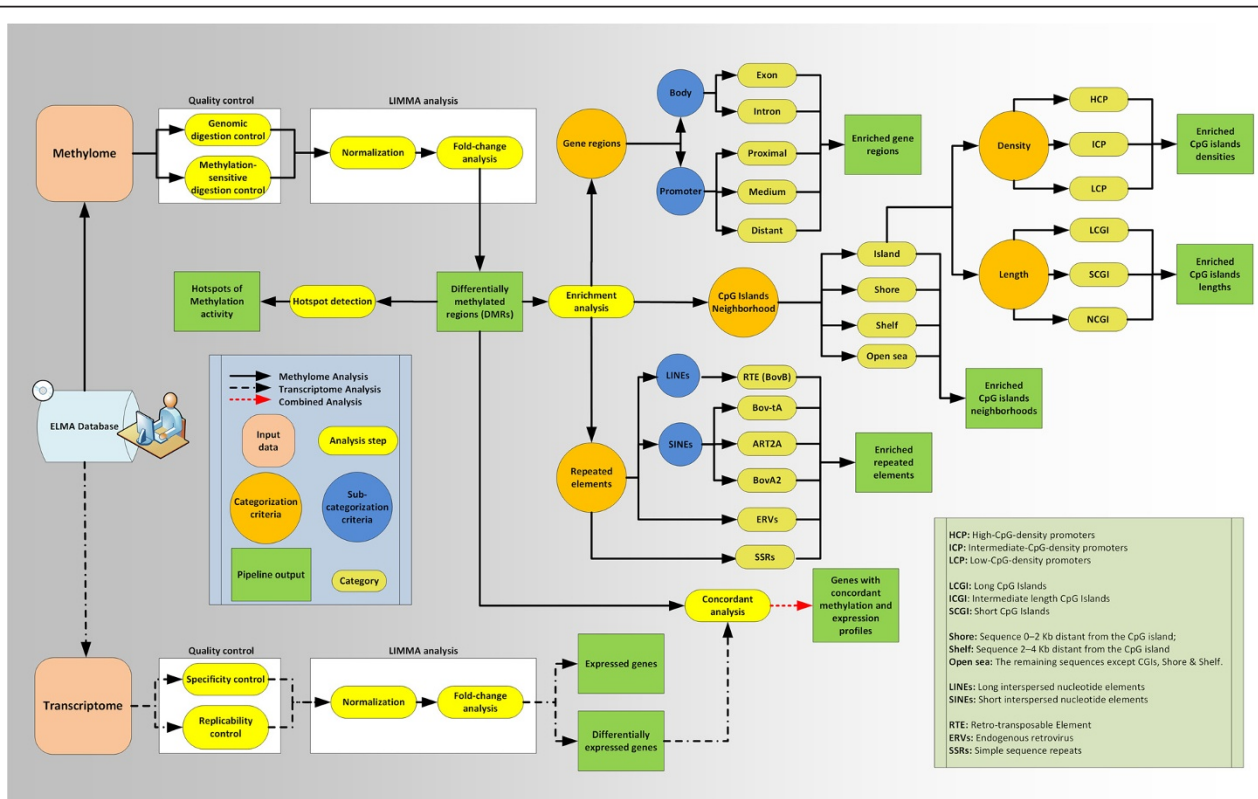 Quality control
LIMMA analysis
Methylome
Genomic
digestion control
Methylation-
sensitive
digestion control
Normalization
Fold-change
analysis
Hotspots of
Methylation
activity
Hotspot detection
Differentially
methylated
regions (DMRs)
Enrichment
analysis
Gene regions
Body
Promoter
Exon
Intron
Proximal
Medium
Distant
Enriched gene
regions
CpG Islands
Neighborhood
Island
Shore
Shelf
Open sea
Enriched
CpG islands
neighborhoods
Density
HCP
ICP
LCP
Enriched
CpG islands
densities
Length
LCGI
SCGI
NCGI
Enriched
CpG islands
lengths
Repeated
elements
LINEs
SINEs
RTE (BovB)
Bov-tA
ART2A
BovA2
ERVs
SSRs
Enriched
repeated
elements
ELMA Database
Methylome Analysis
Transcriptome Analysis
Combined Analysis
Input
data
Analysis step
Categorization
criteria
Sub-
categorization
criteria
Pipeline output
Category
Concordant
analysis
Genes with
concordant
methylation and
expression
profiles
Quality control
LIMMA analysis
Transcriptome
Specificity control
Replicability
control
Normalization
Fold-change
analysis
Expressed genes
Differentially
expressed genes
HCP: High-CpG-density promoters
ICP: Intermediate-CpG-density promoters
LCP: Low-CpG-density promoters
LCGI: Long CpG Islands
ICGI: Intermediate length CpG Islands
SCGI: Short CpG Islands
Shore: Sequence 0–2 Kb distant from the CpG island;
Shelf: Sequence 2–4 Kb distant from the CpG island
Open sea: The remaining sequences except CGIs, Shore & Shelf.
LINEs: Long interspersed nucleotide elements
SINEs: Short interspersed nucleotide elements
RTE: Retro-transposable Element
ERVs: Endogenous retrovirus
SSRs: Simple sequence repeats